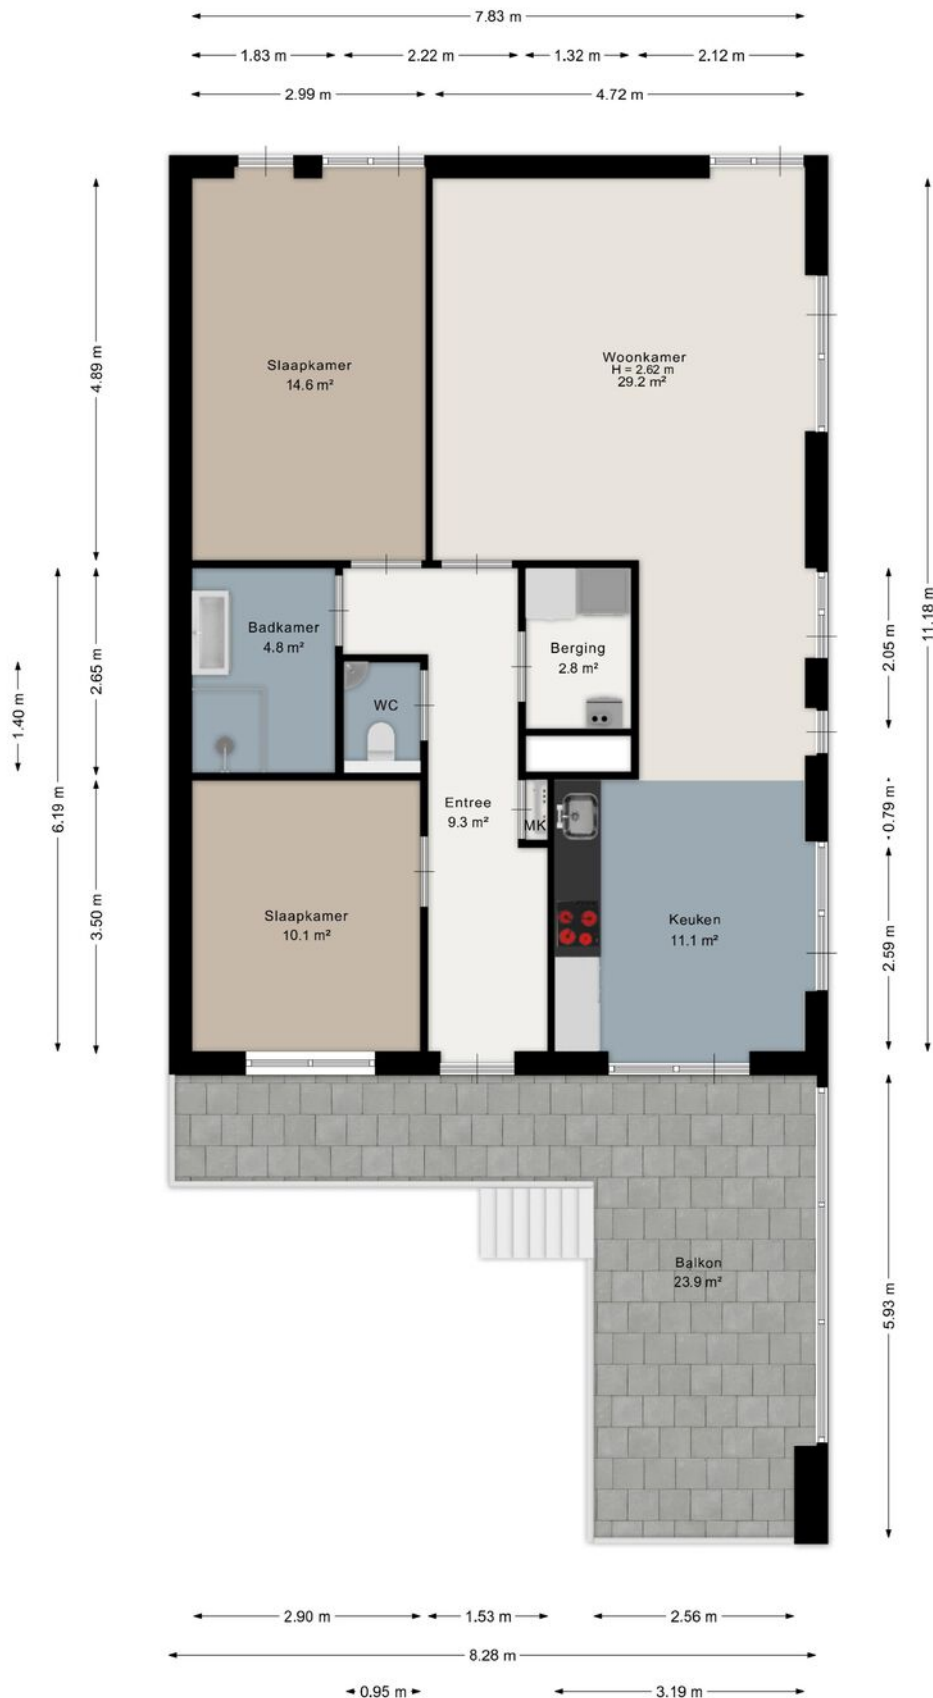 7.83 m
1.83 m 2.22 m 1.32 m 2.12 m
2.99 m 4.72 m
4.89 m
11.18 m
Slaapkamer
14.6 m²
Woonkamer
H = 2.62 m
29.2 m²
6.19 m
1.40 m
2.65 m
3.50 m
Badkamer
4.8 m²
WC
Berging
2.8 m²
2.05 m
0.79 m
2.59 m
Entree
9.3 m²
MK
Slaapkamer
10.1 m²
Keuken
11.1 m²
Balkon
23.9 m²
5.93 m
2.90 m 1.53 m 2.56 m
8.28 m
0.95 m 3.19 m